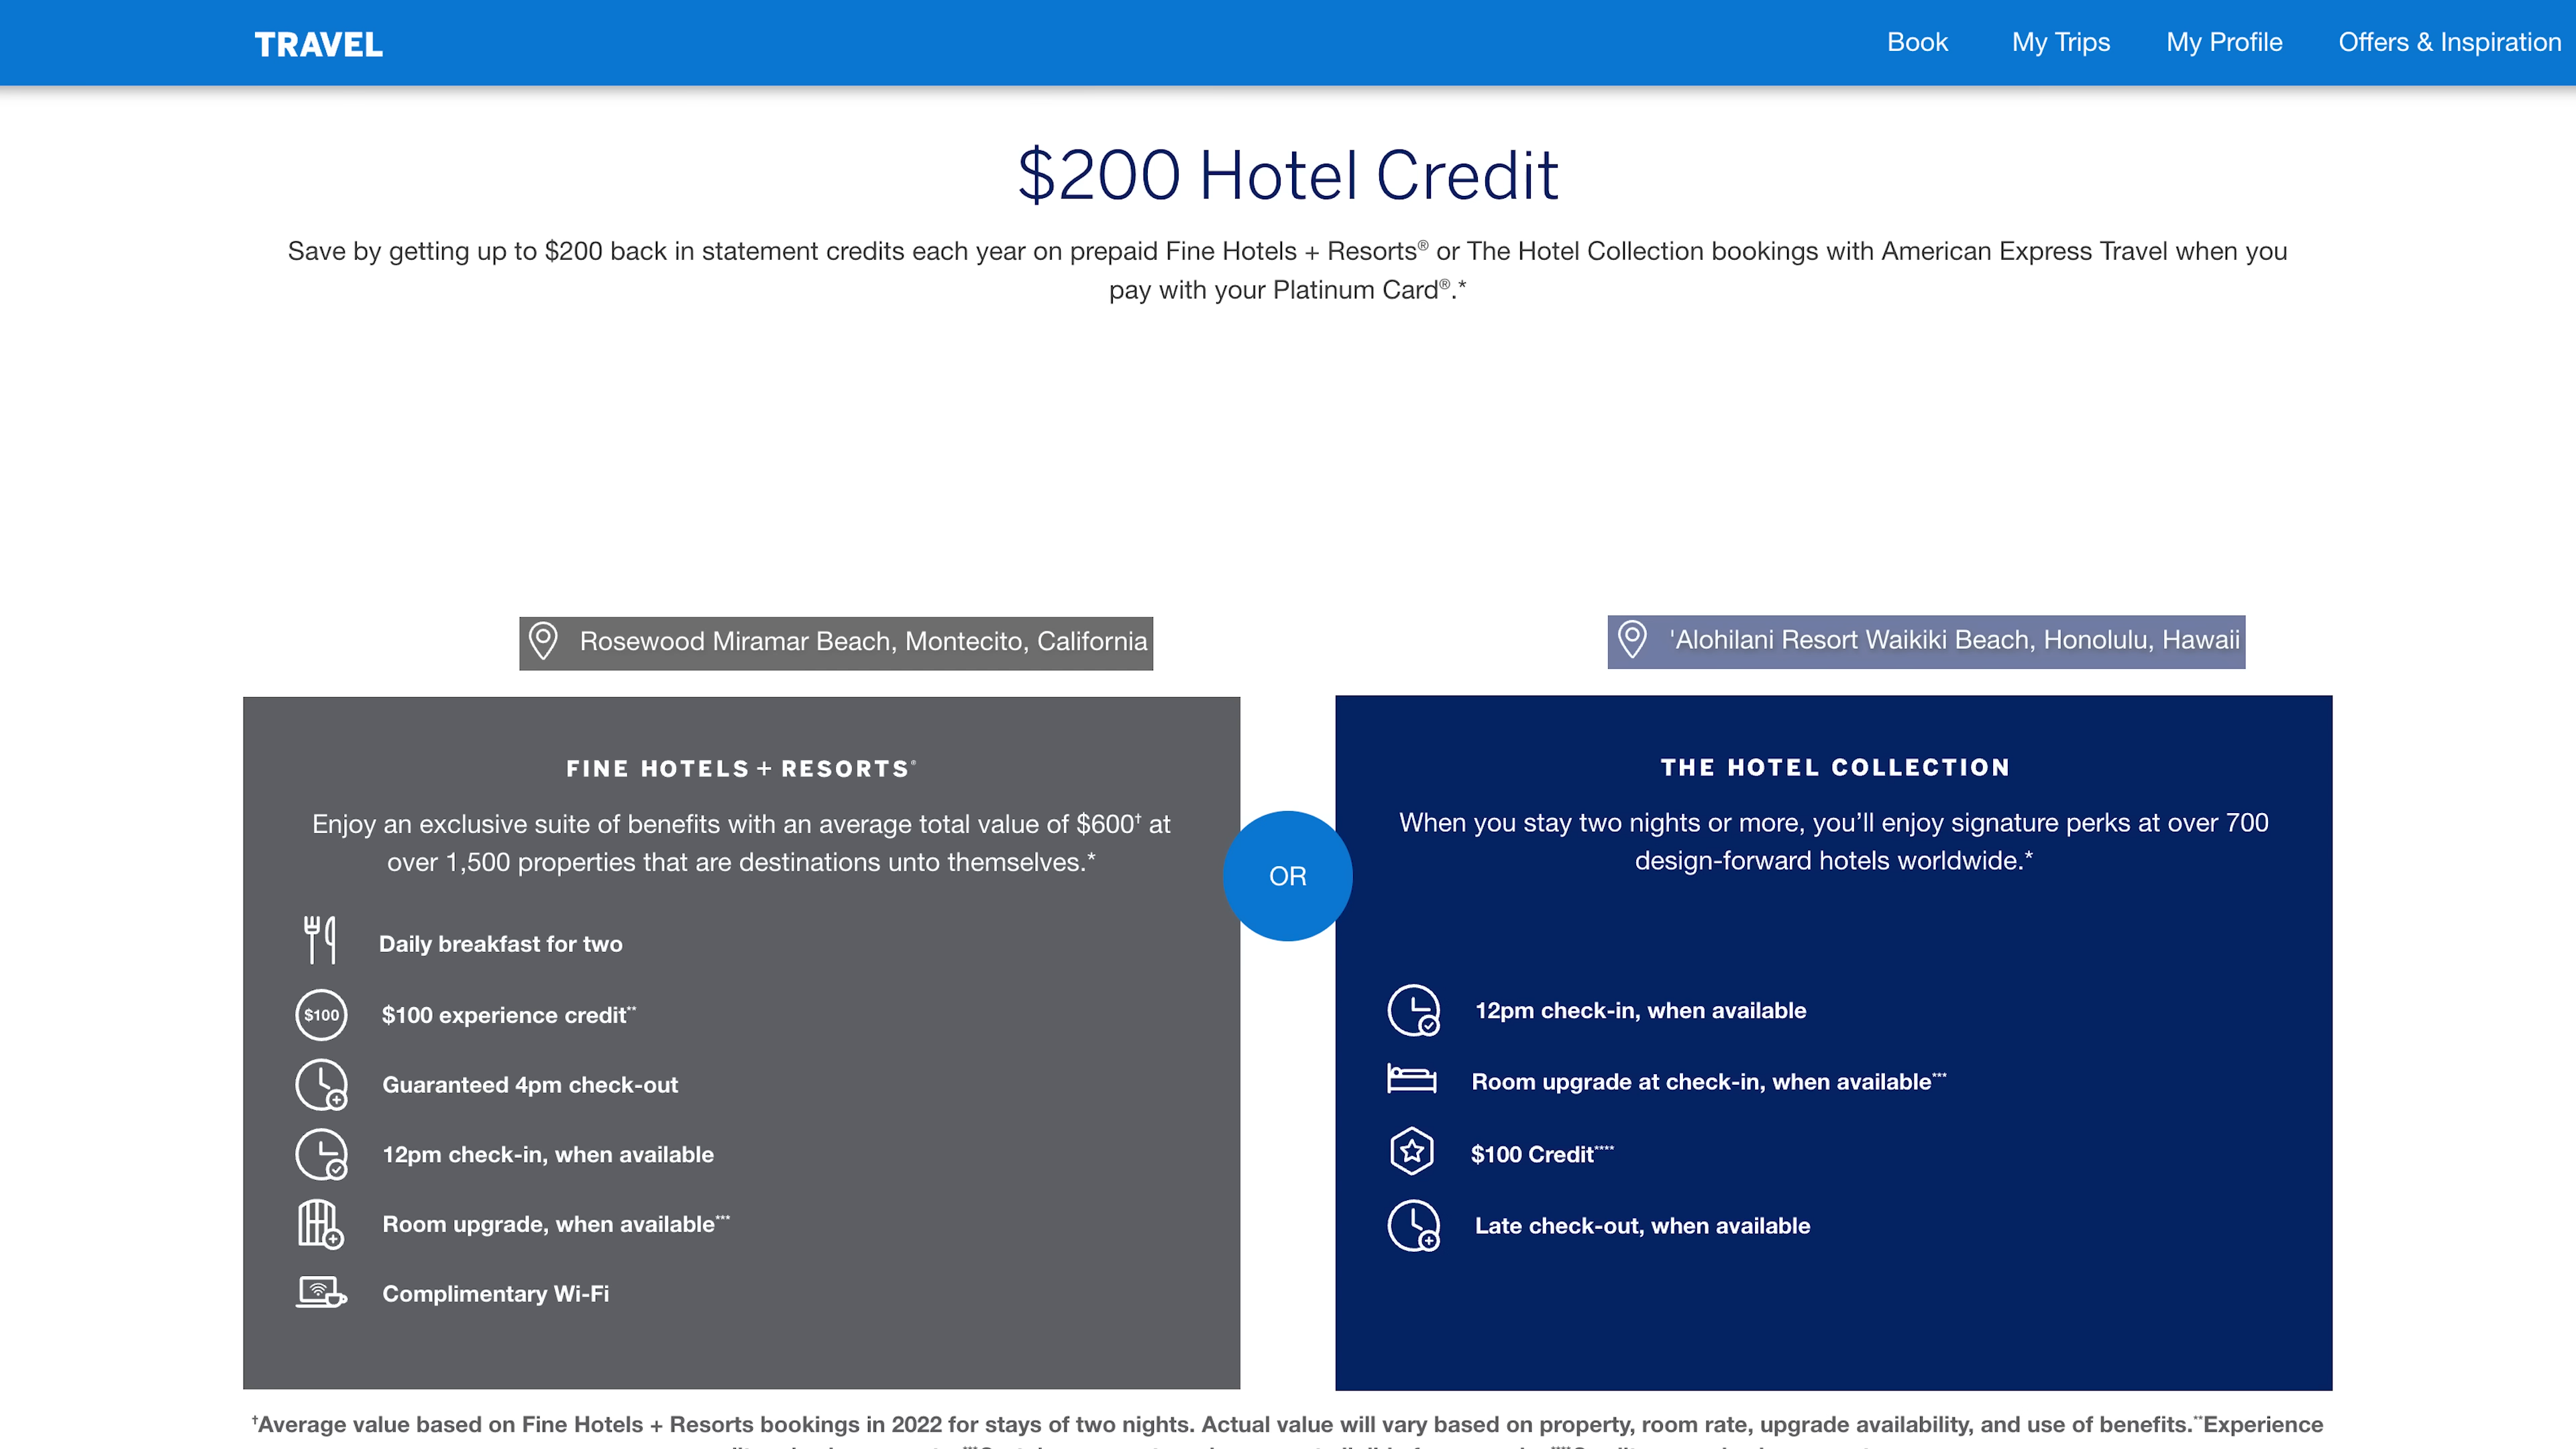 TRAVEL
Book My Trips My Profile Offers & Inspiration
$200 Hotel Credit
Save by getting up to $200 back in statement credits each year on prepaid Fine Hotels + Resorts® or The Hotel Collection bookings with American Express Travel when you
pay with your Platinum Card®.*
Rosewood Miramar Beach, Montecito, California
FINE HOTELS + RESORTS®
Enjoy an exclusive suite of benefits with an average total value of $600† at
over 1,500 properties that are destinations unto themselves.*
Daily breakfast for two
$100 $100 experience credit**
Guaranteed 4pm check-out
12pm check-in, when available
Room upgrade, when available***
Complimentary Wi-Fi
OR
'Alohilani Resort Waikiki Beach, Honolulu, Hawaii
THE HOTEL COLLECTION
When you stay two nights or more, you’ll enjoy signature perks at over 700
design-forward hotels worldwide.*
12pm check-in, when available
Room upgrade at check-in, when available***
$100 Credit****
Late check-out, when available
†Average value based on Fine Hotels + Resorts bookings in 2022 for stays of two nights. Actual value will vary based on property, room rate, upgrade availability, and use of benefits.**Experience